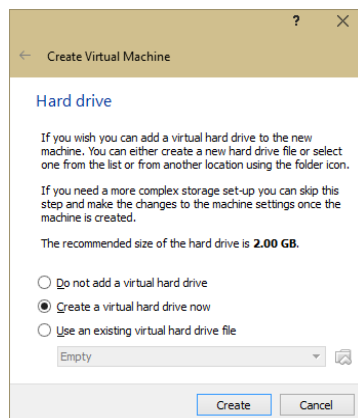 ?
Create Virtual Machine
Hard drive
If you wish you can add a virtual hard drive to the new
machine. You can either create a new hard drive file or select
one from the list or from another location using the folder icon.
If you need a more complex storage set-up you can skip this
step and make the changes to the machine settings once the
machine is created.
The recommended size of the hard drive is 2.00 GB.
Do not add a virtual hard drive
Create a virtual hard drive now
Use an existing virtual hard drive file
Empty
Create Cancel